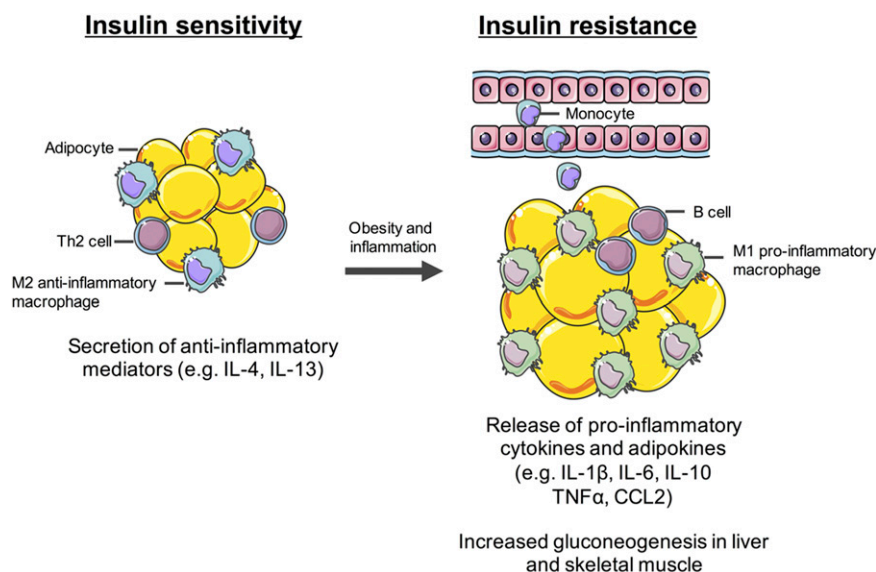 Insulin sensitivity
Adipocyte
Th2 cell
M2 anti-inflammatory
macrophage
Secretion of anti-inflammatory
mediators (e.g. IL-4, IL-13)
Obesity and
inflammation
Insulin resistance
Monocyte
B cell
M1 pro-inflammatory
macrophage
Release of pro-inflammatory
cytokines and adipokines
(e.g. IL-1β, IL-6, IL-10
TNFα, CCL2)
Increased gluconeogenesis in liver
and skeletal muscle